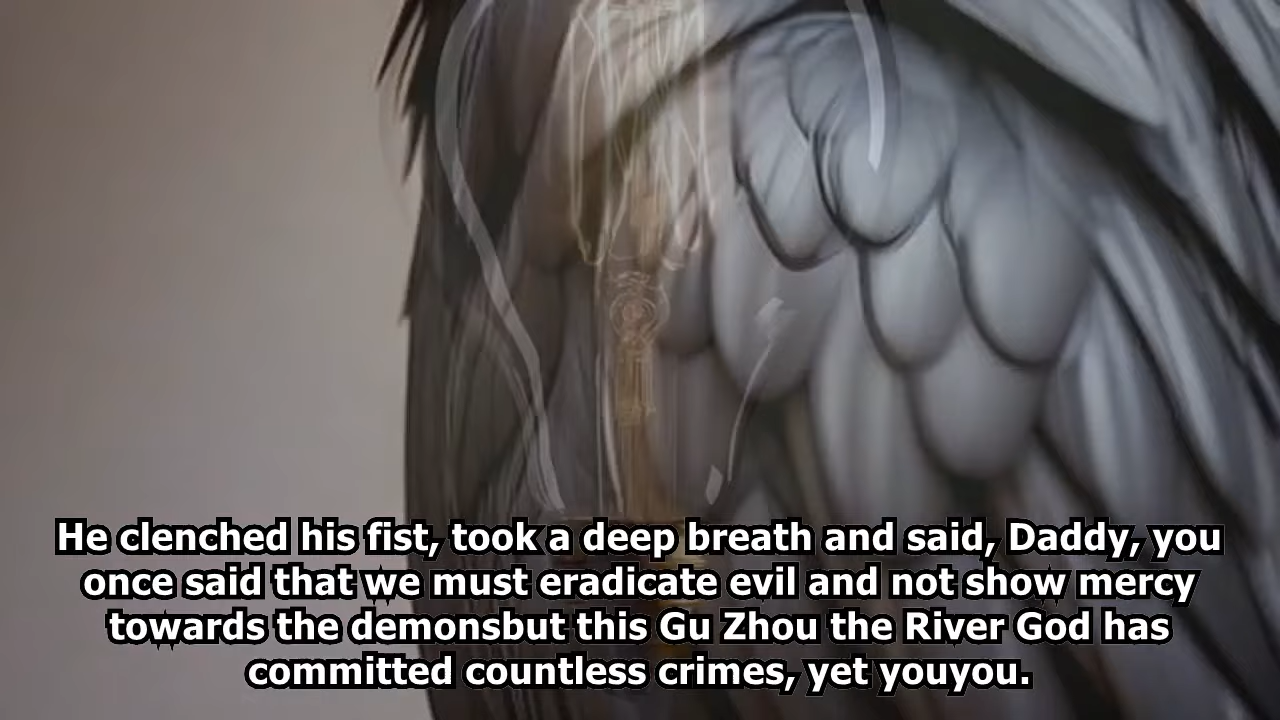 He clenched his fist, took a deep breath and said, Daddy, you
once said that we must eradicate evil and not show mercy
towards the demonsbut this Gu Zhou the River God has
committed countless crimes, yet youyou.